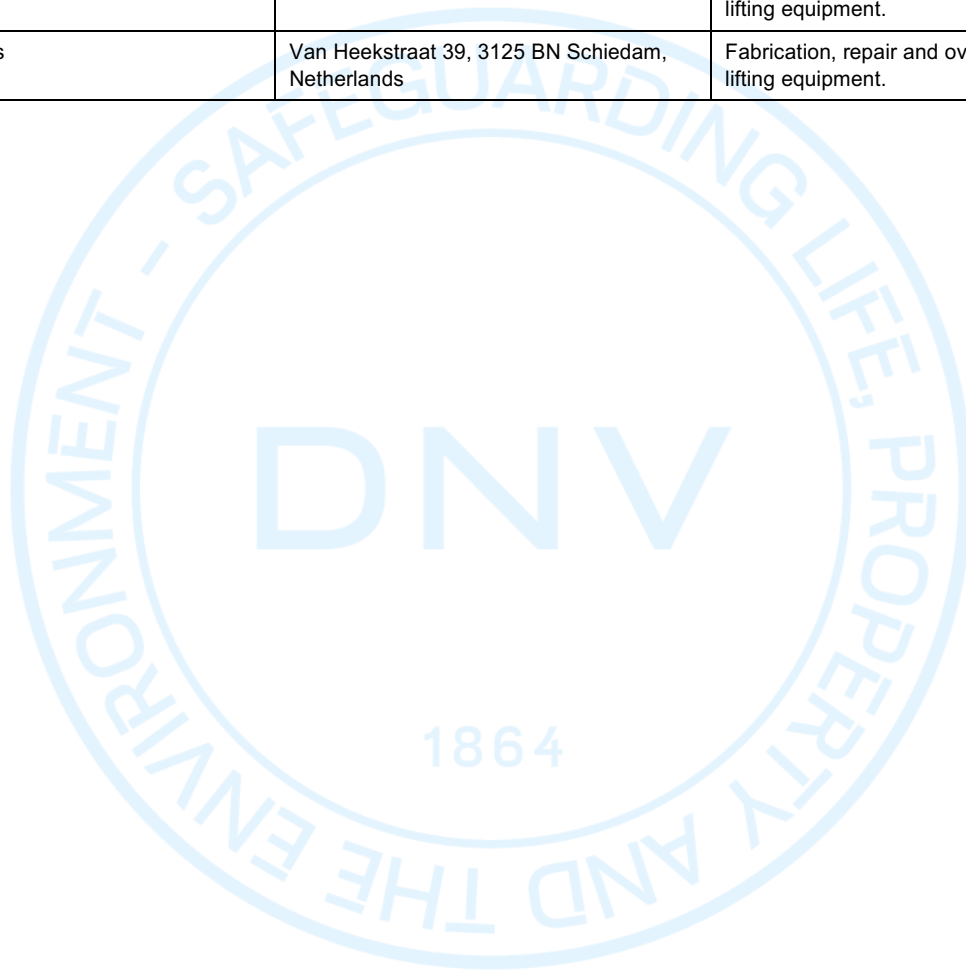 lifting equipment.
s Van Heekstraat 39, 3125 BN Schiedam, Fabrication, repair and ov
Netherlands lifting equipment.
SAFEGUARDING LIFE, PROPERTY AND THE ENVIRONMENT -
DNV
1864